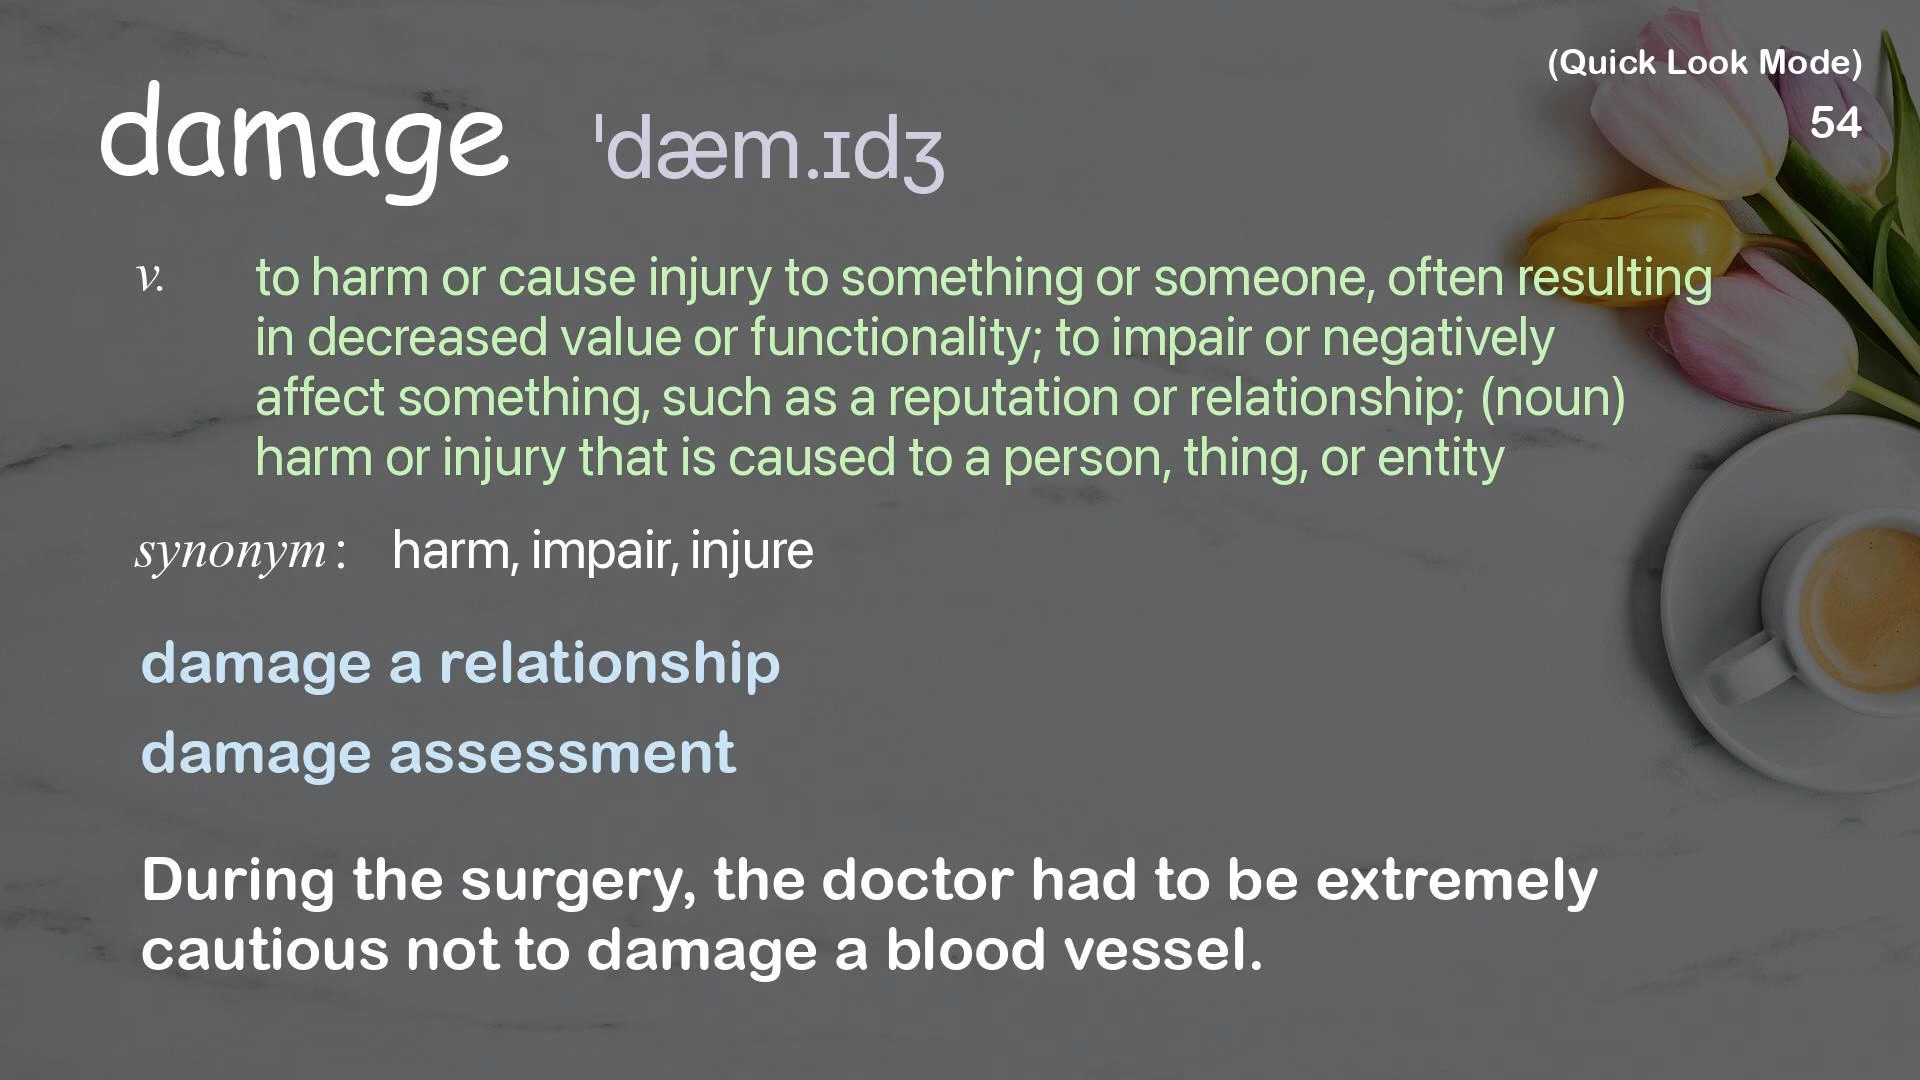 (Quick Look Mode)
54
damage ˈdæm.ɪdʒ
v. to harm or cause injury to something or someone, often resulting
in decreased value or functionality; to impair or negatively
affect something, such as a reputation or relationship; (noun)
harm or injury that is caused to a person, thing, or entity
synonym : harm, impair, injure
damage a relationship
damage assessment
During the surgery, the doctor had to be extremely
cautious not to damage a blood vessel.